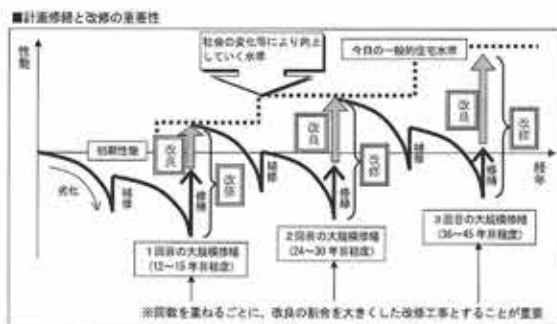 ■計画修繕と改修の重要性
性能
社会の変化等により向上
していく水準
今日の一般的住宅水準
初期性能
改良
改良
改良
劣化
補修
修繕
改修
補修
修繕
改修
補修
修繕
改修
経年
1回目の大規模修繕
(12～15年目程度)
2回目の大規模修繕
(24～30年目程度)
3回目の大規模修繕
(36～45年目程度)
※回数を重ねるごとに、改良の割合を大きくした改修工事とすることが重要